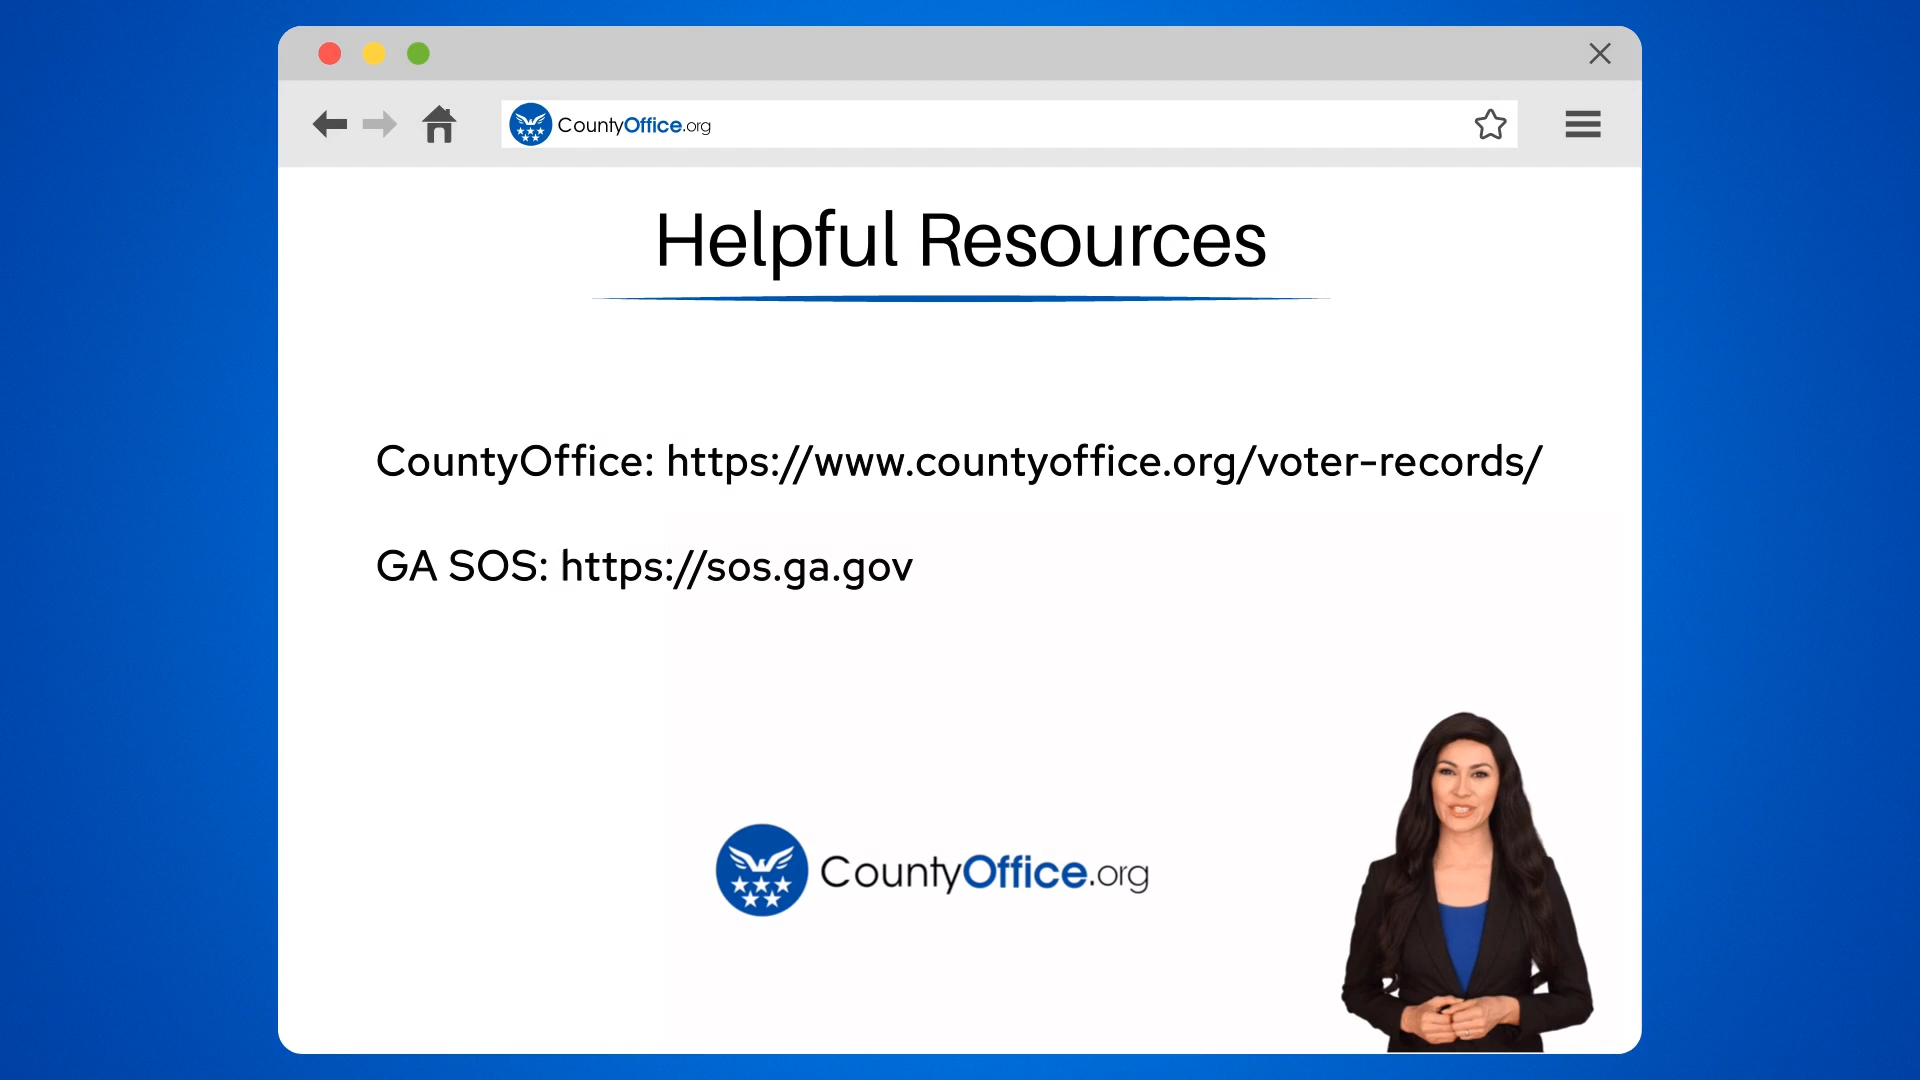 CountyOffice.org
Helpful Resources
CountyOffice: https://www.countyoffice.org/voter-records/
GA SOS: https://sos.ga.gov
CountyOffice.org